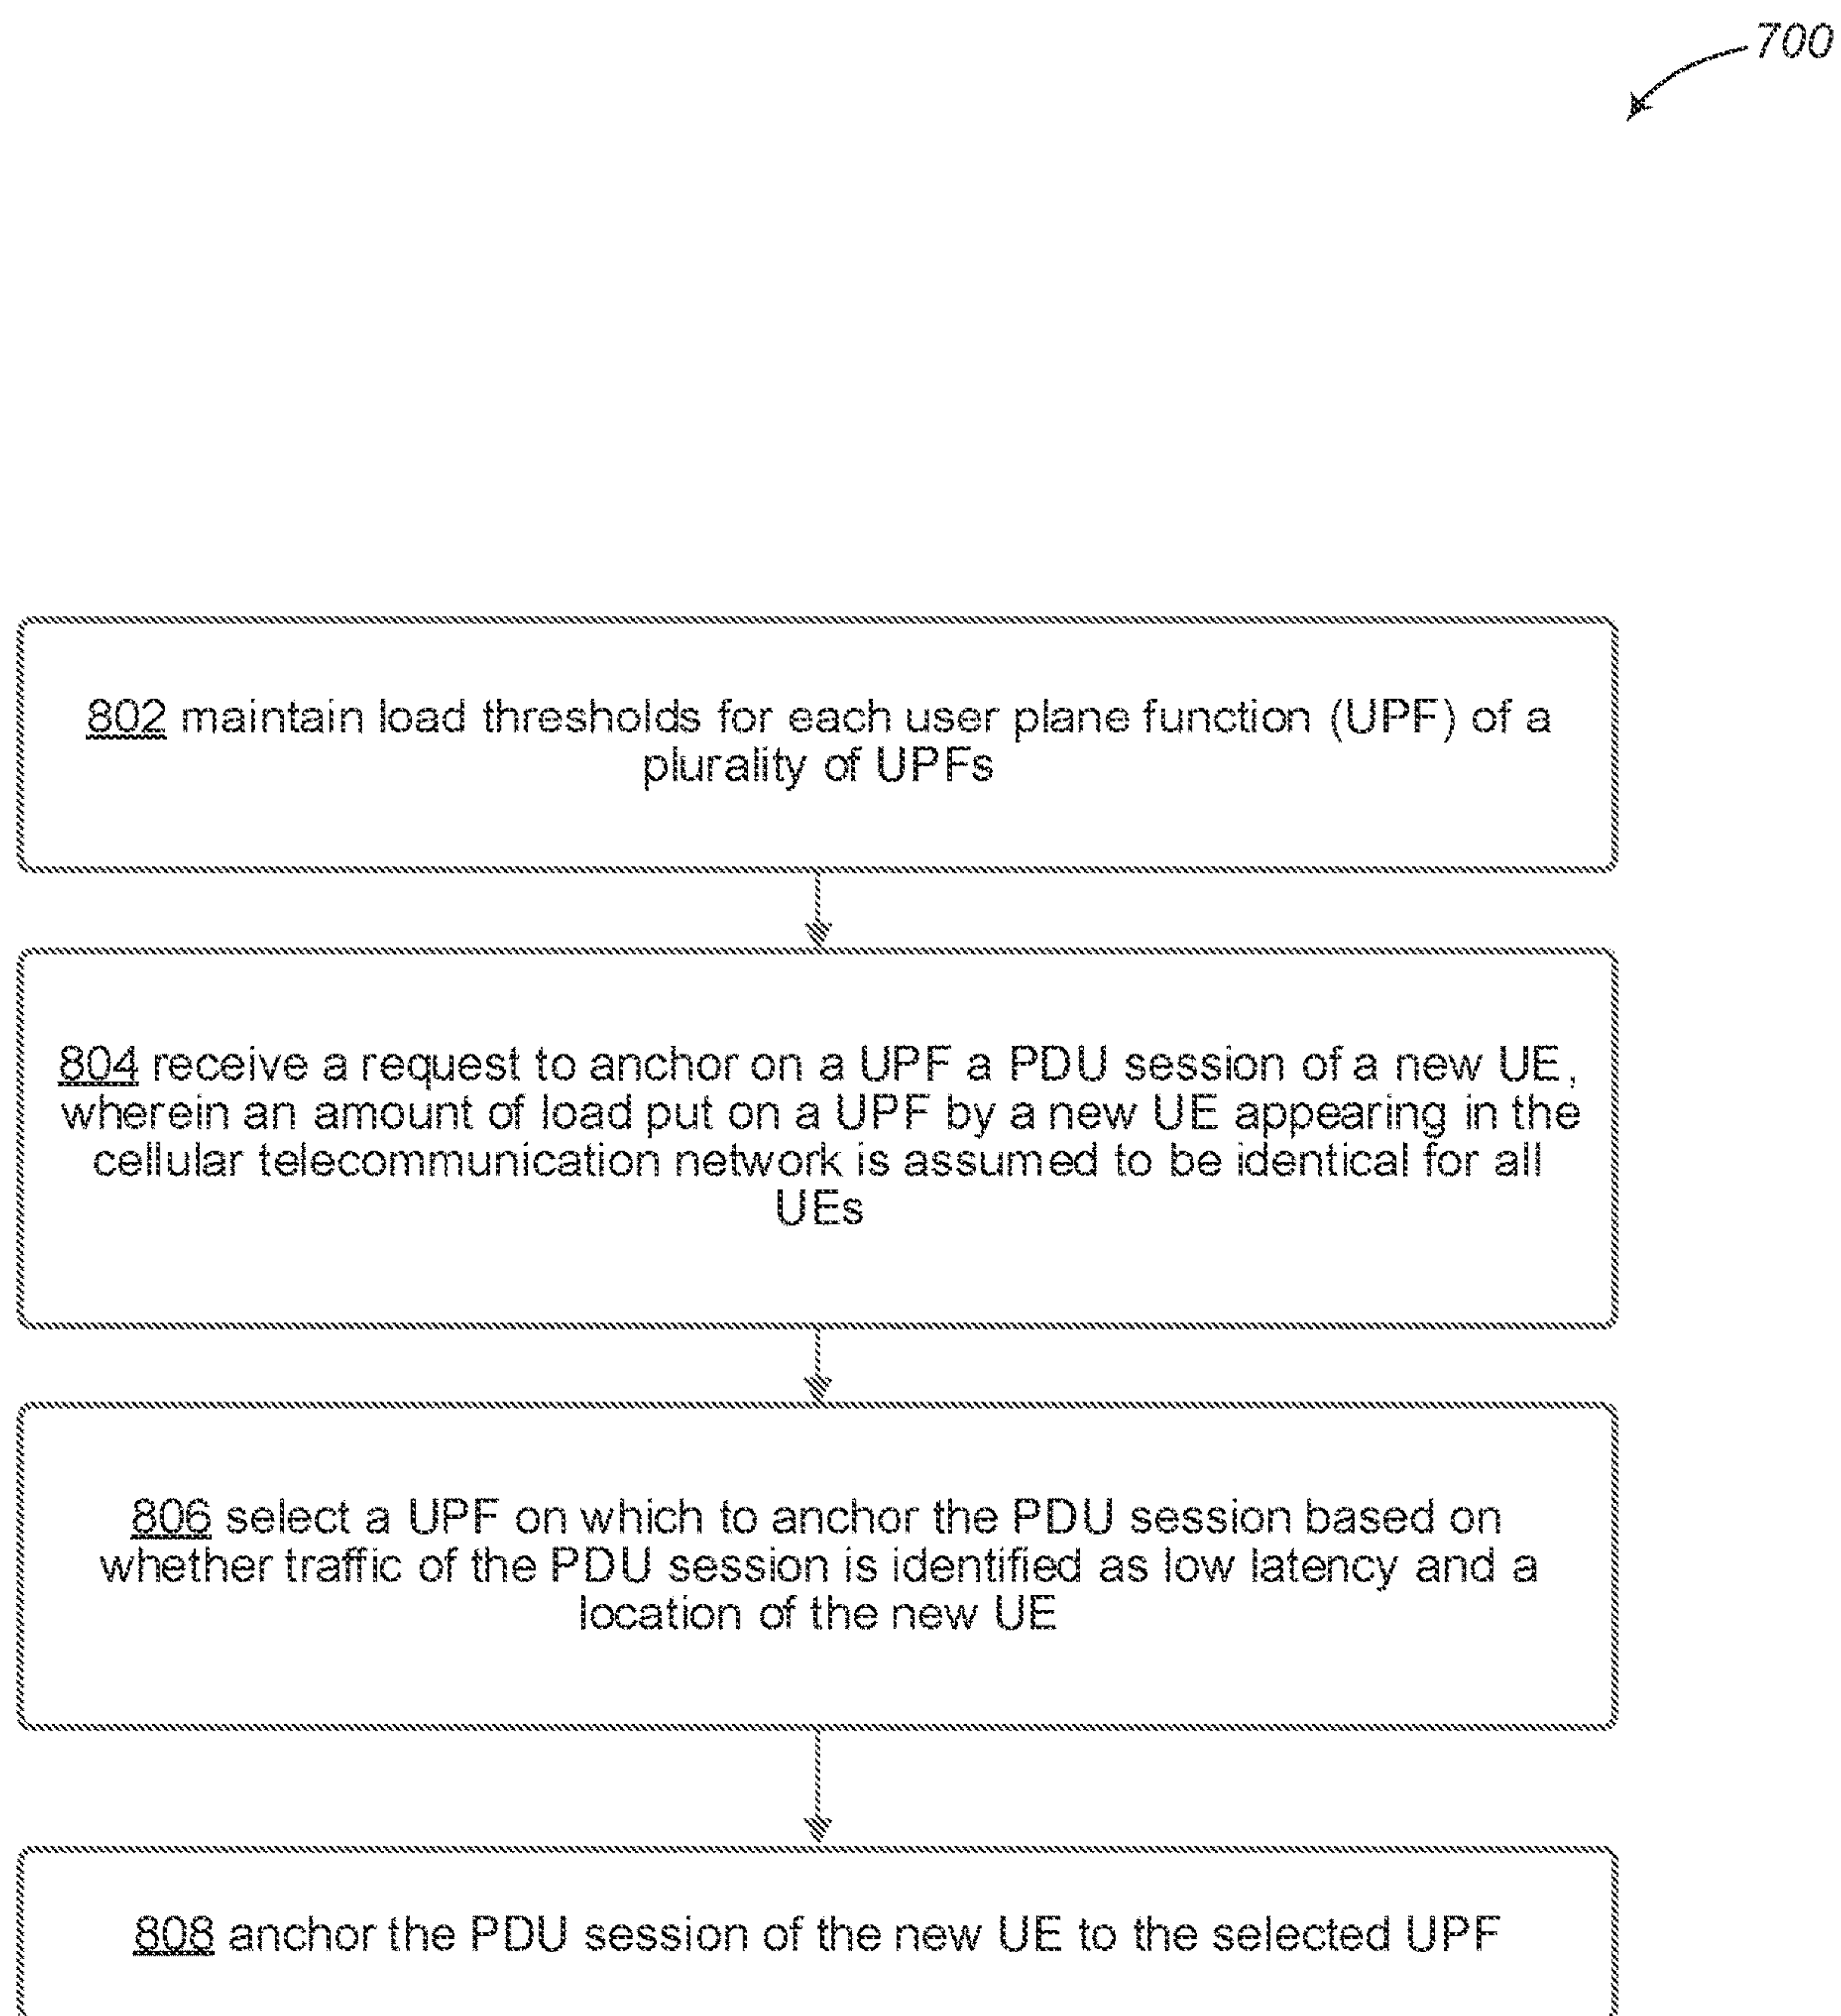 700
802 maintain load thresholds for each user plane function (UPF) of a
plurality of UPFs
804 receive a request to anchor on a UPF a PDU session of a new UE,
wherein an amount of load put on a UPF by a new UE appearing in the
cellular telecommunication network is assumed to be identical for all
UEs
806 select a UPF on which to anchor the PDU session based on
whether traffic of the PDU session is identified as low latency and a
location of the new UE
808 anchor the PDU session of the new UE to the selected UPF